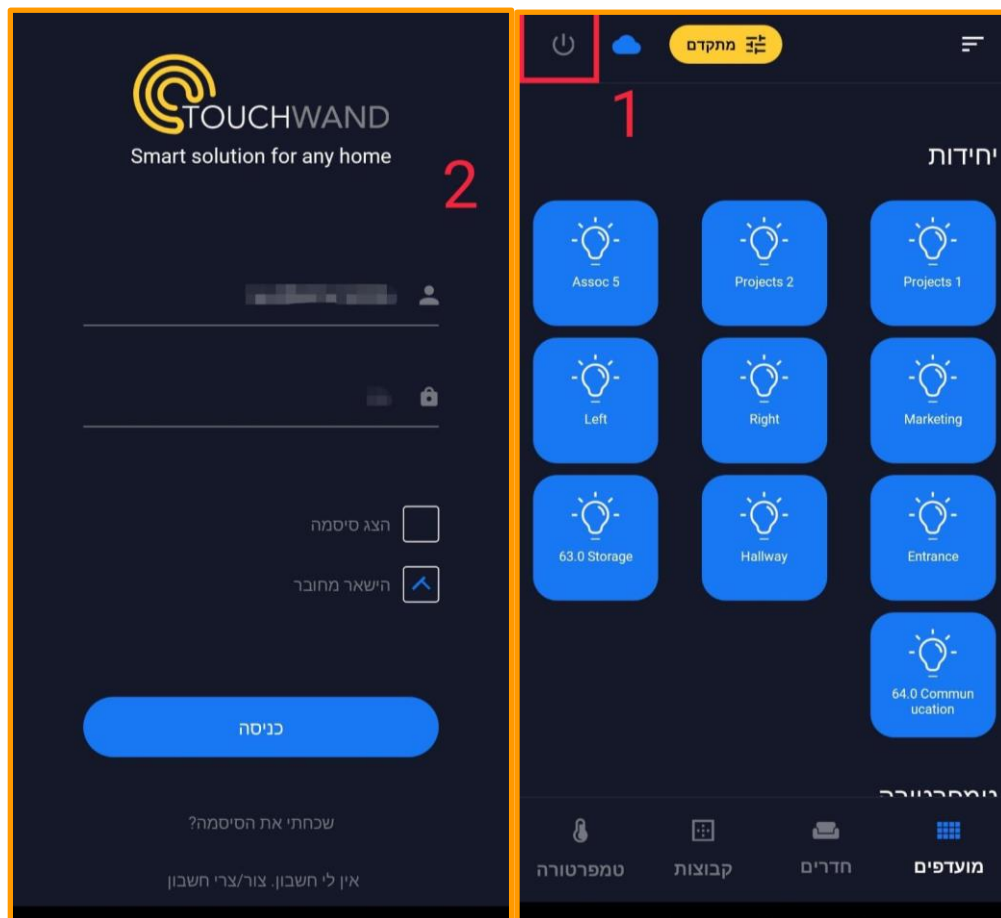 1
מתקדם
יחידות
Projects 1
Projects 2
Assoc 5
Marketing
Right
Left
Entrance
Hallway
63.0 Storage
64.0 Commun
ucation
טמפרטורה
מועדפים
חדרים
קבוצות
טמפרטורה
2
TOUCHWAND
Smart solution for any home
הצג סיסמה
הישאר מחובר
כניסה
שכחתי את הסיסמה?
אין לי חשבון. צור/צרי חשבון